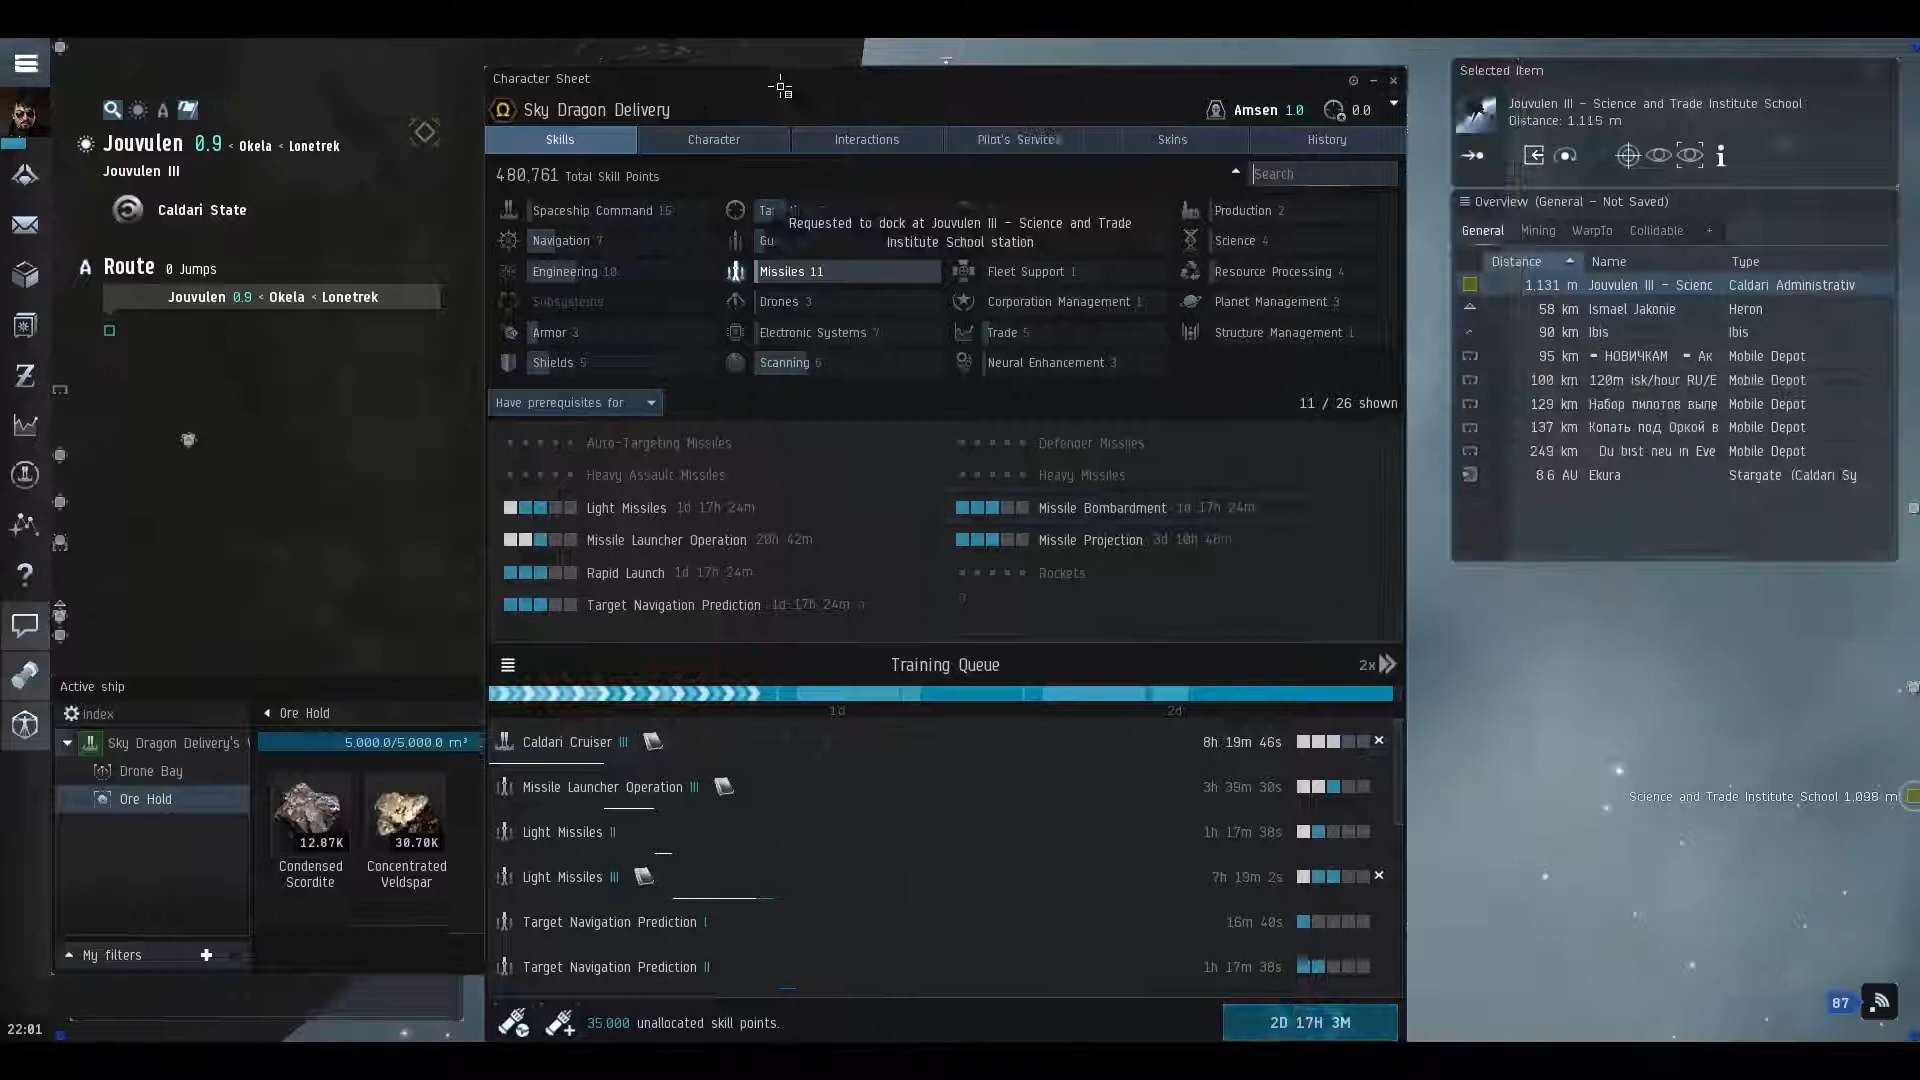 Jouvulen 0.9 < Okela < Lonetrek
Jouvulen III
Caldari State
A Route 0 Jumps
Jouvulen 0.9 < Okela < Lonetrek
Active ship
Index
Ore Hold
Sky Dragon Delivery's
5,000.0/5,000.0 m³
Drone Bay
Ore Hold
12.87K
30.70K
Condensed Scordite
Concentrated Veldspar
My filters
22:01
Character Sheet
Sky Dragon Delivery
Amsen 1.0
0.0
Skills
Character
Interactions
Pilot's Service
Skins
History
480,761 Total Skill Points
Search
Spaceship Command 15
Production 2
Requested to dock at Jouvulen III - Science and Trade
Institute School station
Navigation 7
Gu
Science 4
Engineering 10
Missiles 11
Fleet Support 1
Resource Processing 4
Subsystems
Drones 3
Corporation Management 1
Planet Management 3
Armor 3
Electronic Systems 7
Trade 5
Structure Management 1
Shields 5
Scanning 6
Neural Enhancement 3
Have prerequisites for
11 / 26 shown
Auto-Targeting Missiles
Defender Missiles
Heavy Assault Missiles
Heavy Missiles
Light Missiles 1d 17h 24m
Missile Bombardment 1d 17h 24m
Missile Launcher Operation 20h 42m
Missile Projection 3d 10h 48m
Rapid Launch 1d 17h 24m
Rockets
Target Navigation Prediction 1d 17h 24m
Training Queue
2x
1d
2d
Caldari Cruiser III
8h 19m 46s
Missile Launcher Operation III
3h 39m 30s
Light Missiles II
1h 17m 38s
Light Missiles III
7h 19m 2s
Target Navigation Prediction I
16m 40s
Target Navigation Prediction II
1h 17m 38s
35,000 unallocated skill points.
2D 17H 3M
Selected Item
Jouvulen III - Science and Trade Institute School
Distance: 1,115 m
Overview (General - Not Saved)
General Mining WarpTo Collidable +
Distance Name Type
1,131 m Jouvulen III - Scienc Caldari Administrativ
58 km Ismael Jakonie Heron
90 km Ibis Ibis
95 km НОВИЧКАМ Ак Mobile Depot
100 km 120m isk/hour RU/E Mobile Depot
129 km Набор пилотов выпе Mobile Depot
137 km Копать под Оркой в Mobile Depot
249 km Du bist neu in Eve Mobile Depot
8.6 AU Ekura Stargate (Caldari Sy
Science and Trade Institute School 1,098 m
87